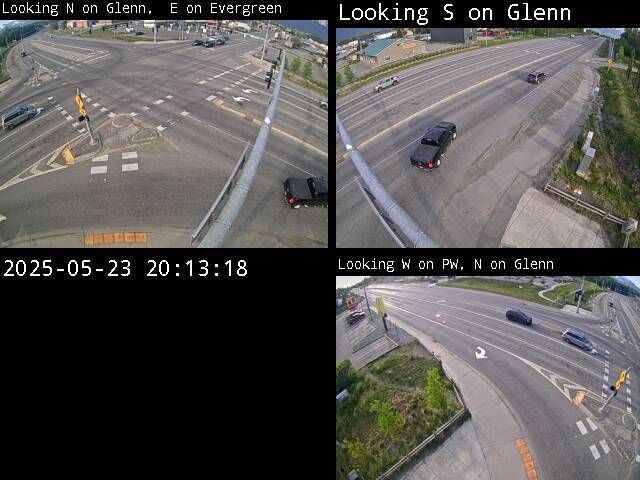 Looking N on Glenn,  E on Evergreen
Looking S on Glenn
2025-05-23 20:13:18
Looking W on PW, N on Glenn